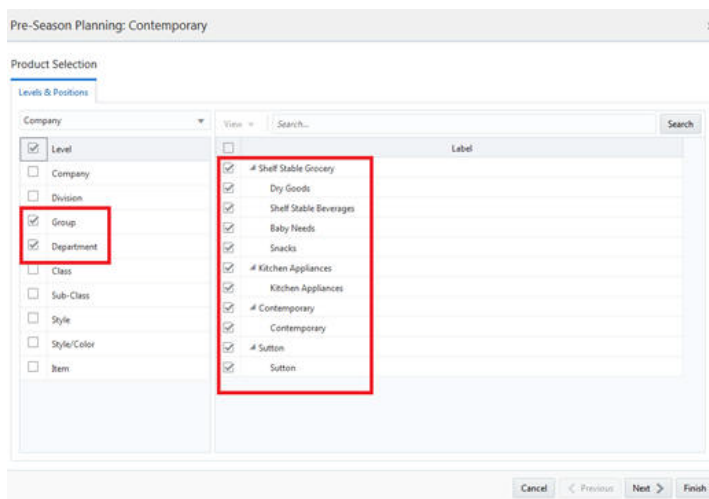 Pre-Season Planning: Contemporary
Product Selection
Levels & Positions
Company
View
Search...
Search
Level
Label
Company
Division
Group
Department
Class
Sub-Class
Style
Style/Color
Item
Shelf Stable Grocery
Dry Goods
Shelf Stable Beverages
Baby Needs
Snacks
Kitchen Appliances
Kitchen Appliances
Contemporary
Contemporary
Sutton
Sutton
Cancel
Previous
Next
Finish